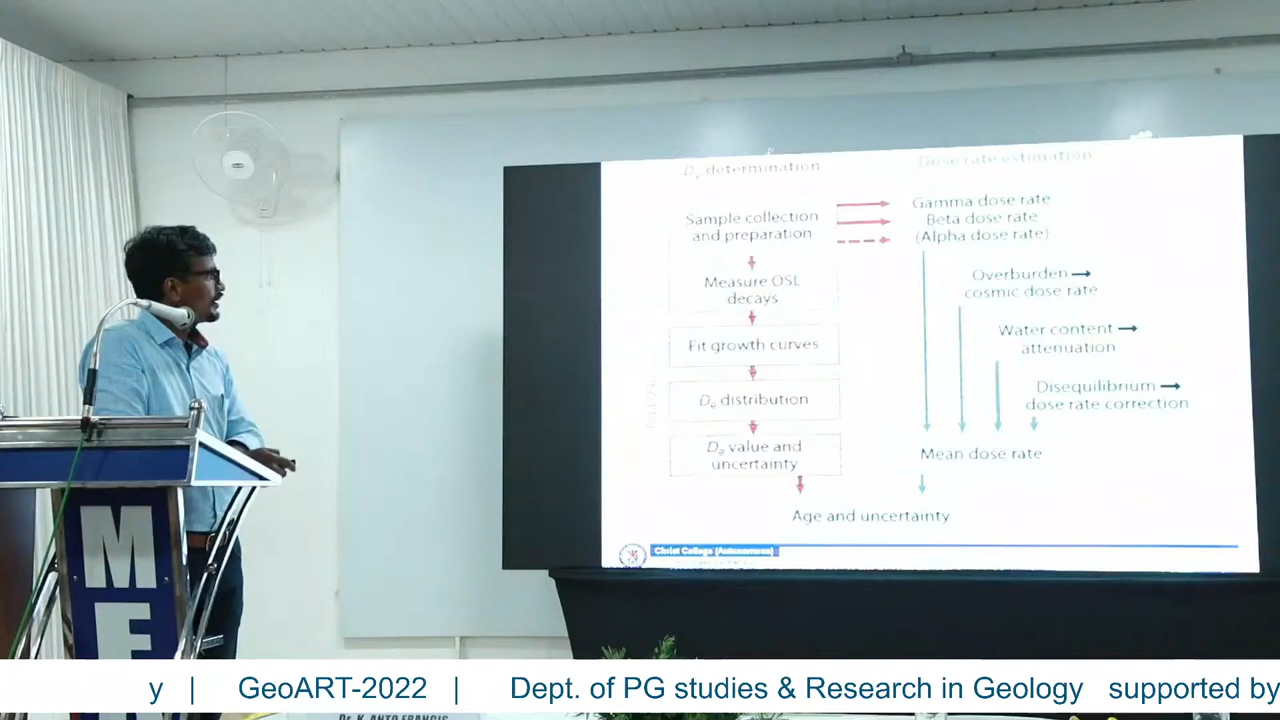 Dₑ determination
Dose rate estimation
Sample collection
and preparation
Gamma dose rate
Beta dose rate
(Alpha dose rate)
Measure OSL
decays
Overburden →
cosmic dose rate
Fit growth curves
Water content →
attenuation
Dₑ distribution
Disequilibrium →
dose rate correction
Dₑ value and
uncertainty
Mean dose rate
Age and uncertainty
Christ College (Autonomous)
M
E
y | GeoART-2022 | Dept. of PG studies & Research in Geology supported by
Dr. K. ANTO FRANCIS